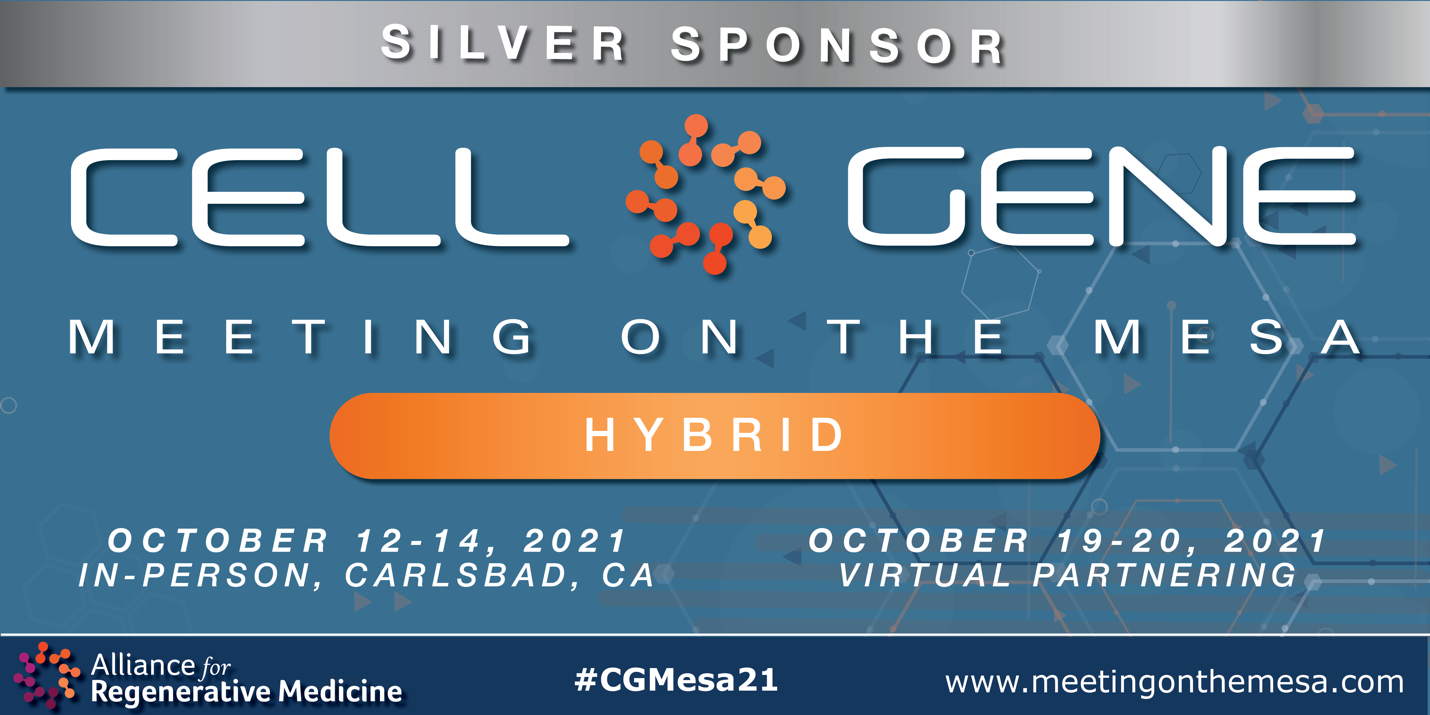 SILVER SPONSOR
CELL GENE
MEETING ON THE MESA
HYBRID
OCTOBER 12-14, 2021
IN-PERSON, CARLSBAD, CA
OCTOBER 19-20, 2021
VIRTUAL PARTNERING
Alliance for
Regenerative Medicine
#CGMesa21
www.meetingonthemesa.com